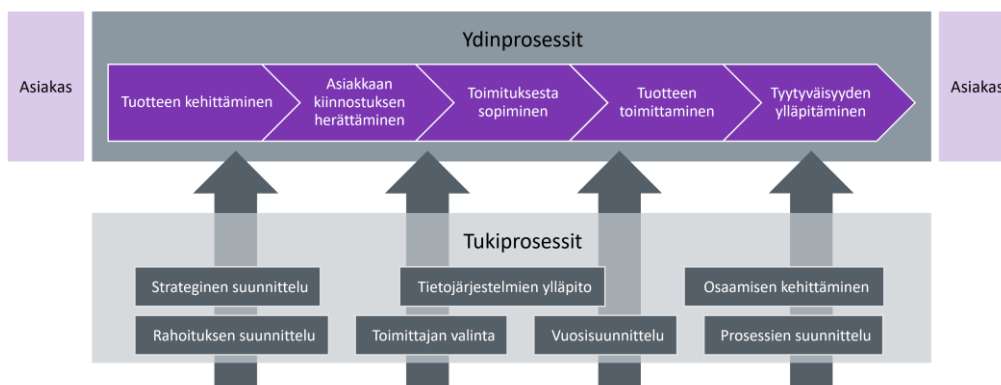 Ydinprosessit
Asiakas
Tuotteen kehittäminen
Asiakkaan
kiinnostuksen
herättäminen
Toimituksesta
sopiminen
Tuotteen
toimittaminen
Tyytyväisyyden
ylläpitäminen
Asiakas
Tukiprosessit
Strateginen suunnittelu
Tietojärjestelmien ylläpito
Osaamisen kehittäminen
Rahoituksen suunnittelu
Toimittajan valinta
Vuosisuunnittelu
Prosessien suunnittelu